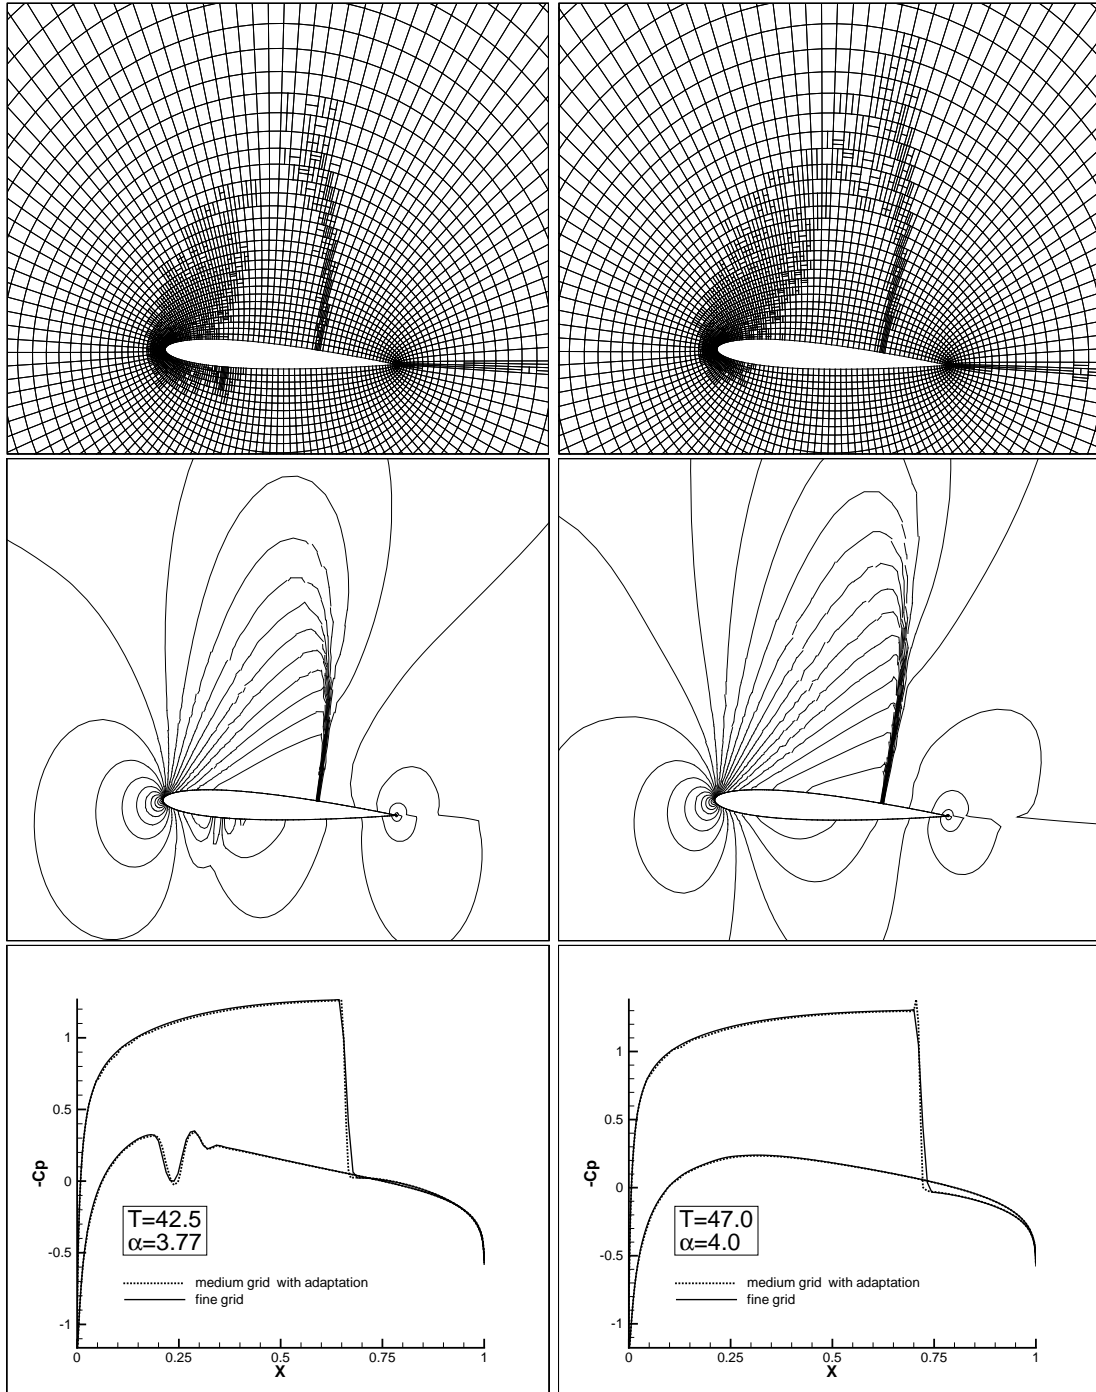 1
0.5
0
-0.5
-1
-Cp
T=42.5
α=3.77
medium grid with adaptation
fine grid
0
0.25
0.5
0.75
1
X
1
0.5
0
-0.5
-1
-Cp
T=47.0
α=4.0
medium grid with adaptation
fine grid
0
0.25
0.5
0.75
1
X